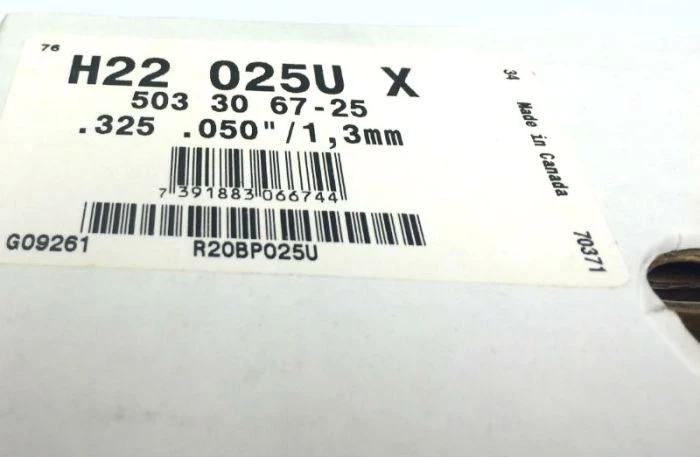 76
H22 025U X
503 30 67-25
.325 .050"/1,3mm
7 391883 066744
G09261
R20BP025U
34 Made in Canada 70371